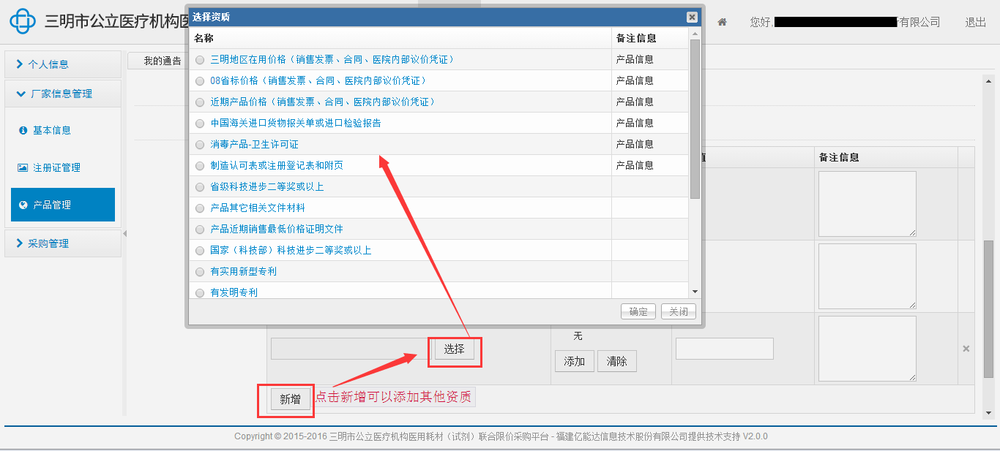 三明市公立医疗机构医
您好,
有限公司
退出
个人信息
厂家信息管理
基本信息
注册证管理
产品管理
采购管理
我的通告
选择资质
名称 备注信息
三明地区在用价格（销售发票、合同、医院内部议价凭证） 产品信息
08省标价格（销售发票、合同、医院内部议价凭证） 产品信息
近期产品价格（销售发票、合同、医院内部议价凭证） 产品信息
中国海关进口货物报关单或进口检验报告 产品信息
消毒产品-卫生许可证 产品信息
制造认可表或注册登记表和附页 产品信息
省级科技进步二等奖或以上
产品其它相关文件材料
产品近期销售最低价格证明文件
国家（科技部）科技进步二等奖或以上
有实用新型专利
有发明专利
确定 关闭
值 备注信息
选择
无
添加 清除
新增 点击新增可以添加其他资质
Copyright © 2015-2016 三明市公立医疗机构医用耗材（试剂）联合限价采购平台 - 福建亿能达信息技术股份有限公司提供技术支持 V2.0.0